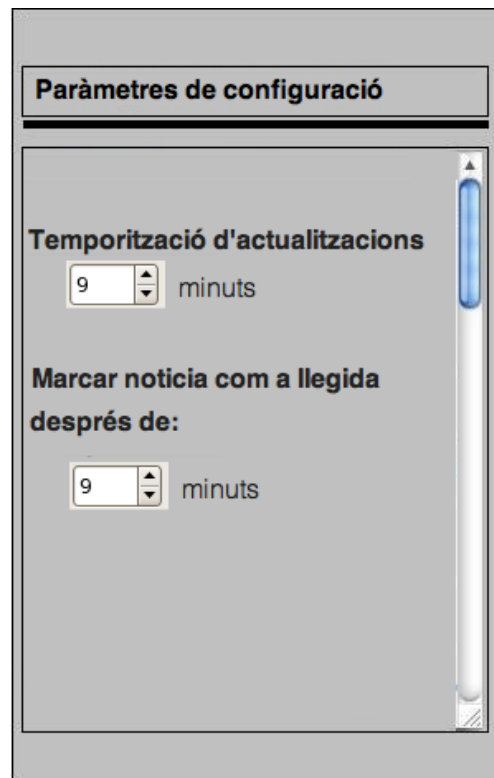 Paràmetres de configuració
Temporització d'actualitzacions
9 minuts
Marcar noticia com a llegida
després de:
9 minuts